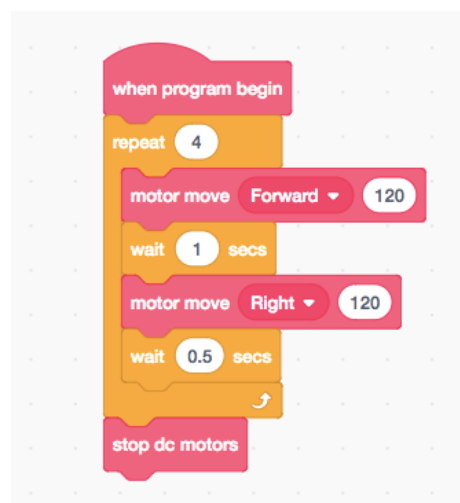 when program begin
repeat 4
motor move Forward 120
wait 1 secs
motor move Right 120
wait 0.5 secs
stop dc motors